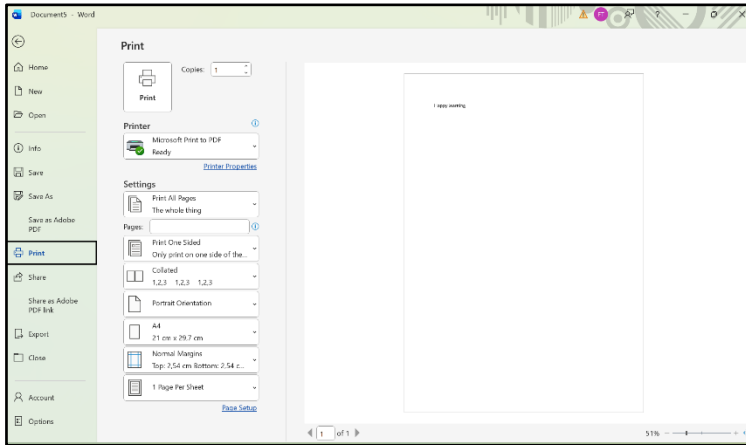 Document5 - Word
FT
?
Print
Home
New
Open
Info
Save
Save As
Save as Adobe
PDF
Print
Share
Share as Adobe
PDF link
Export
Close
Account
Options
Copies: 1
Print
Printer
Microsoft Print to PDF
Ready
Printer Properties
Settings
Print All Pages
The whole thing
Pages:
Print One Sided
Only print on one side of the...
Collated
1,2,3 1,2,3 1,2,3
Portrait Orientation
A4
21 cm x 29,7 cm
Normal Margins
Top: 2,54 cm Bottom: 2,54 c...
1 Page Per Sheet
Page Setup
1 of 1
51%